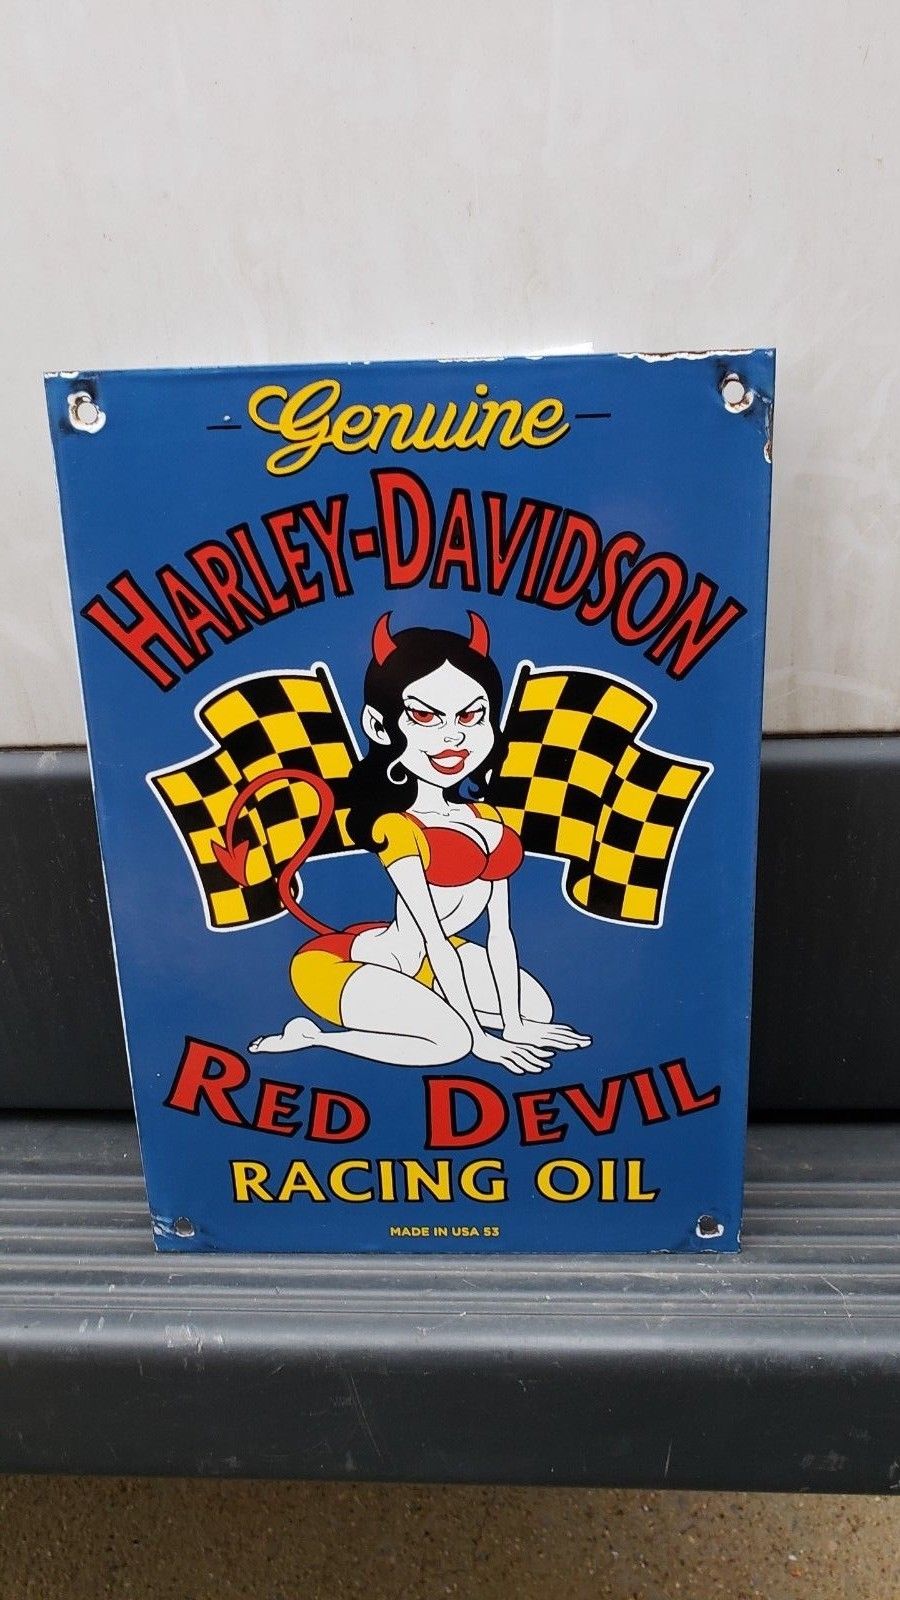 Genuine
HARLEY-DAVIDSON
RED DEVIL
RACING OIL
MADE IN USA 53